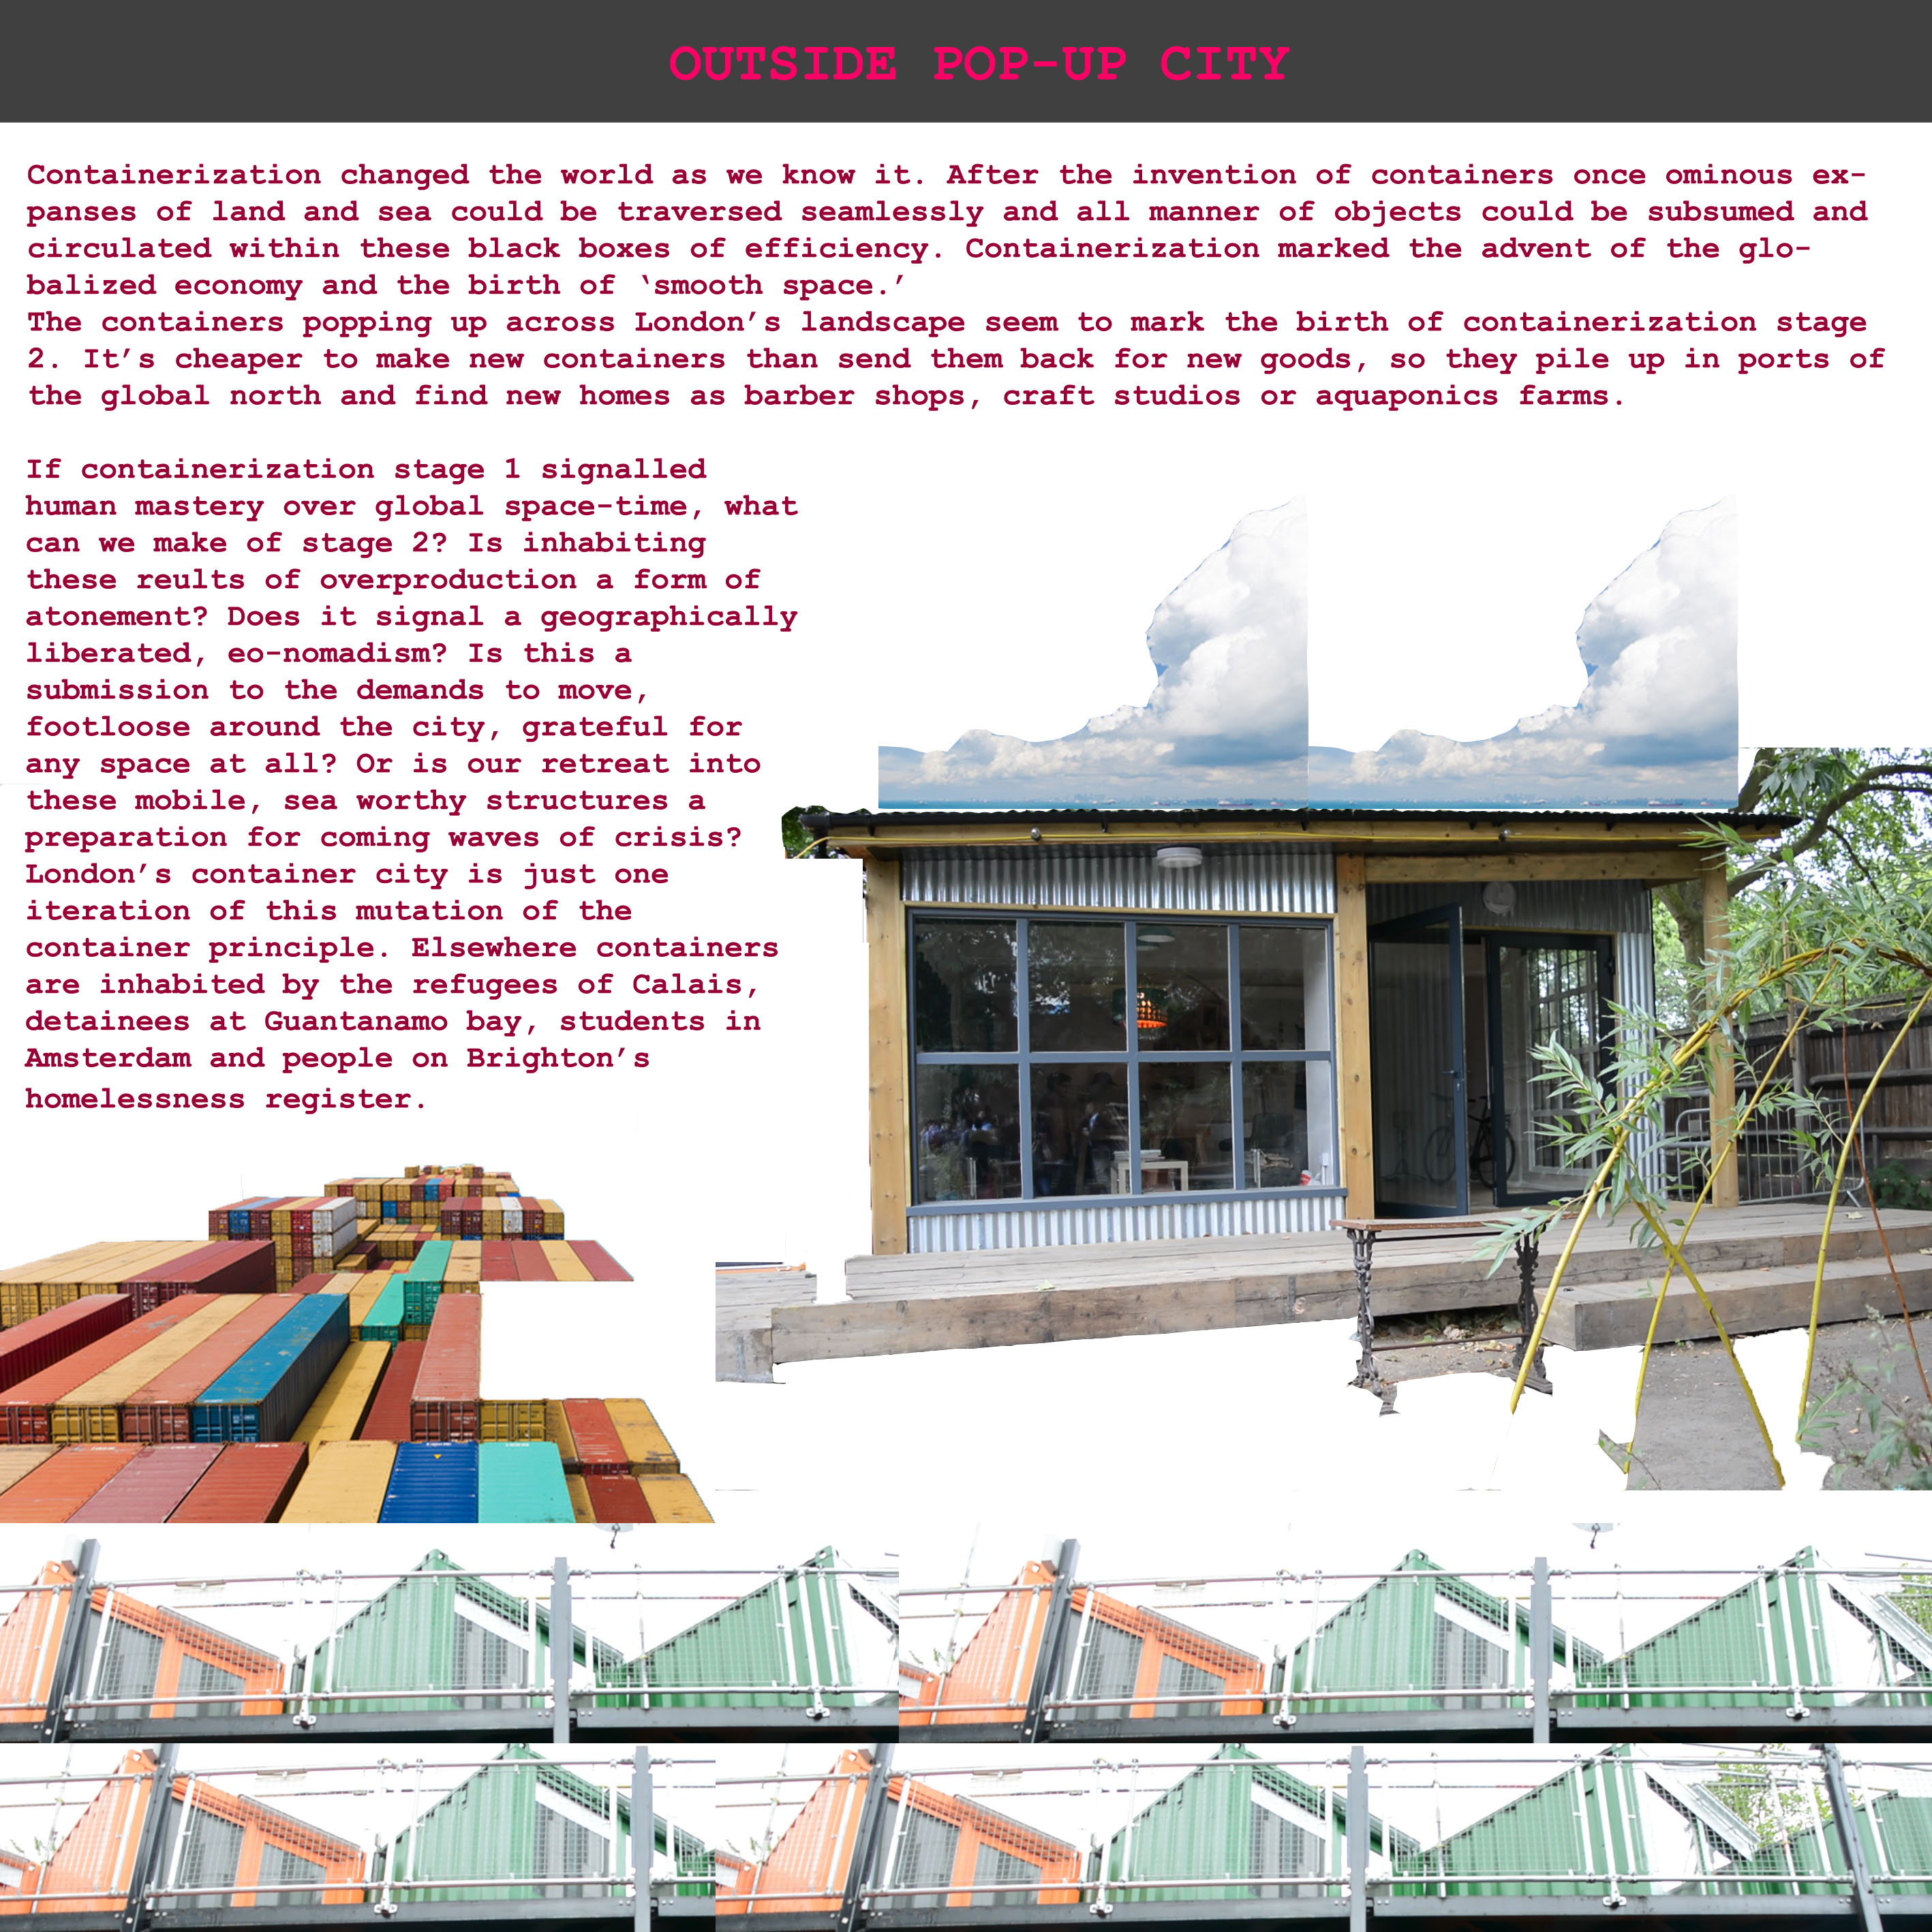 OUTSIDE POP-UP CITY
Containerization changed the world as we know it. After the invention of containers once ominous ex-
panses of land and sea could be traversed seamlessly and all manner of objects could be subsumed and
circulated within these black boxes of efficiency. Containerization marked the advent of the glo-
balized economy and the birth of ‘smooth space.’
The containers popping up across London’s landscape seem to mark the birth of containerization stage
2. It’s cheaper to make new containers than send them back for new goods, so they pile up in ports of
the global north and find new homes as barber shops, craft studios or aquaponics farms.
If containerization stage 1 signalled
human mastery over global space-time, what
can we make of stage 2? Is inhabiting
these reults of overproduction a form of
atonement? Does it signal a geographically
liberated, eo-nomadism? Is this a
submission to the demands to move,
footloose around the city, grateful for
any space at all? Or is our retreat into
these mobile, sea worthy structures a
preparation for coming waves of crisis?
London’s container city is just one
iteration of this mutation of the
container principle. Elsewhere containers
are inhabited by the refugees of Calais,
detainees at Guantanamo bay, students in
Amsterdam and people on Brighton’s
homelessness register.